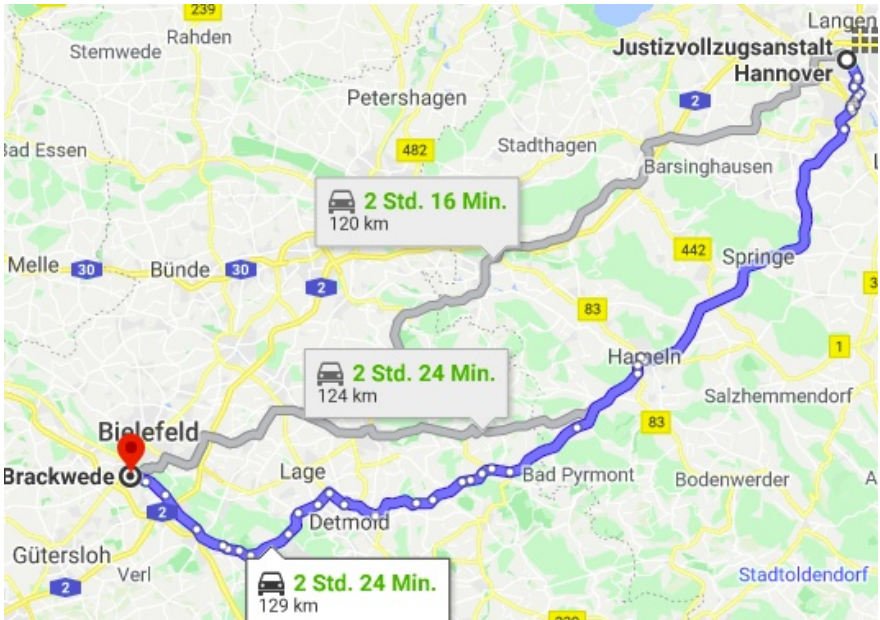 239
Rahden
Stemwede
Langen
Justizvollzugsanstalt
Hannover
Petershagen
2
482
Stadthagen
Bad Essen
Barsinghausen
2 Std. 16 Min.
120 km
442
Springe
Melle
30
Bünde
30
2
83
3
1
Hameln
2 Std. 24 Min.
124 km
Salzhemmendorf
83
Bielefeld
Brackwede
Lage
Bad Pyrmont
Bodenwerder
A
2
Detmold
Gütersloh
Verl
2
2 Std. 24 Min.
129 km
Stadtoldendorf